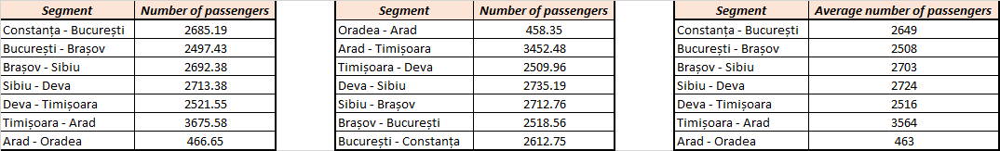 Segment Number of passengers
Constanța - București 2685.19
București - Brașov 2497.43
Brașov - Sibiu 2692.38
Sibiu - Deva 2713.38
Deva - Timișoara 2521.55
Timișoara - Arad 3675.58
Arad - Oradea 466.65
Segment Number of passengers
Oradea - Arad 458.35
Arad - Timișoara 3452.48
Timișoara - Deva 2509.96
Deva - Sibiu 2735.19
Sibiu - Brașov 2712.76
Brașov - București 2518.56
București - Constanța 2612.75
Segment Average number of passengers
Constanța - București 2649
București - Brașov 2508
Brașov - Sibiu 2703
Sibiu - Deva 2724
Deva - Timișoara 2516
Timișoara - Arad 3564
Arad - Oradea 463